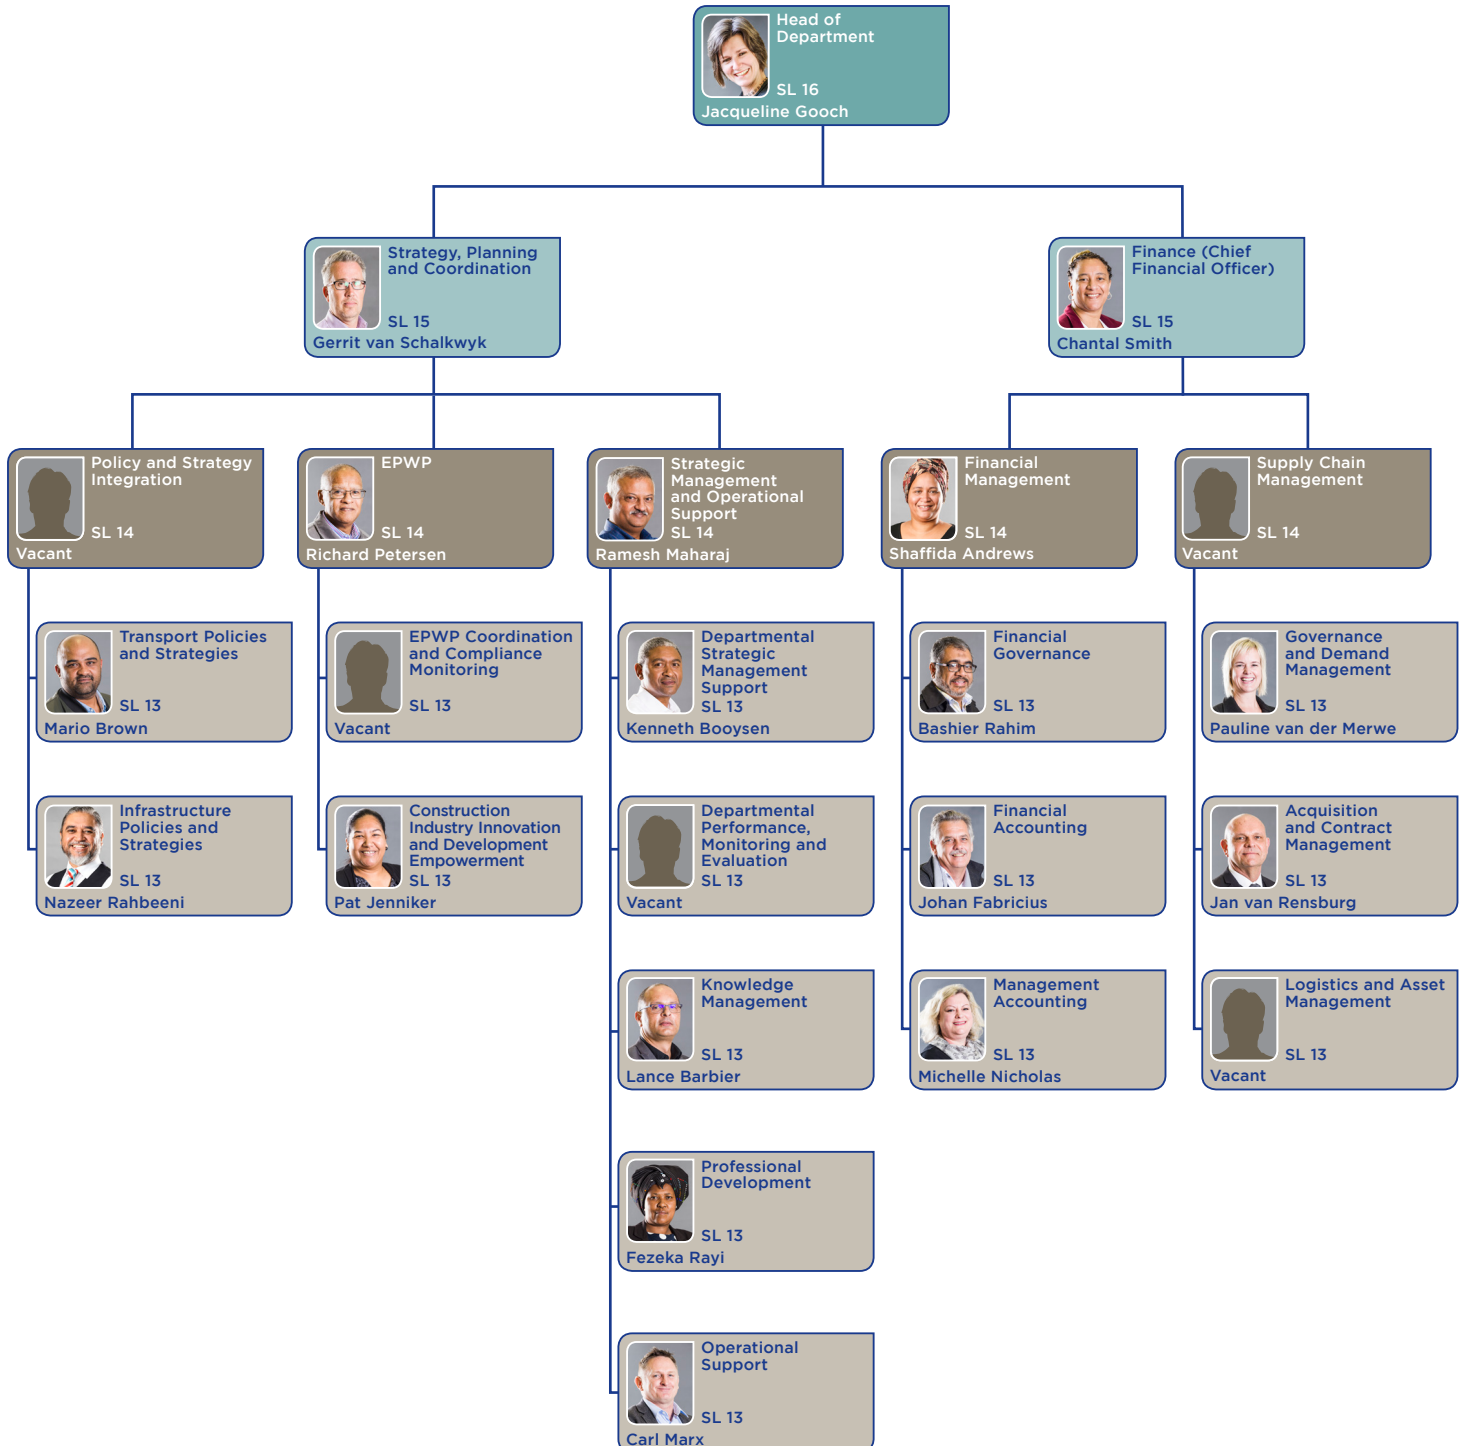 Head of
Department
SL 16
Jacqueline Gooch
Strategy, Planning
and Coordination
SL 15
Gerrit van Schalkwyk
Finance (Chief
Financial Officer)
SL 15
Chantal Smith
Policy and Strategy
Integration
SL 14
Vacant
EPWP
SL 14
Richard Petersen
Strategic
Management
and Operational
Support
SL 14
Ramesh Maharaj
Financial
Management
SL 14
Shaffida Andrews
Supply Chain
Management
SL 14
Vacant
Transport Policies
and Strategies
SL 13
Mario Brown
EPWP Coordination
and Compliance
Monitoring
SL 13
Vacant
Departmental
Strategic
Management
Support
SL 13
Kenneth Booysen
Financial
Governance
SL 13
Bashier Rahim
Governance
and Demand
Management
SL 13
Pauline van der Merwe
Infrastructure
Policies and
Strategies
SL 13
Nazeer Rahbeeni
Construction
Industry Innovation
and Development
Empowerment
SL 13
Pat Jenniker
Departmental
Performance,
Monitoring and
Evaluation
SL 13
Vacant
Financial
Accounting
SL 13
Johan Fabricius
Acquisition
and Contract
Management
SL 13
Jan van Rensburg
Knowledge
Management
SL 13
Lance Barbier
Management
Accounting
SL 13
Michelle Nicholas
Logistics and Asset
Management
SL 13
Vacant
Professional
Development
SL 13
Fezeka Rayi
Operational
Support
SL 13
Carl Marx